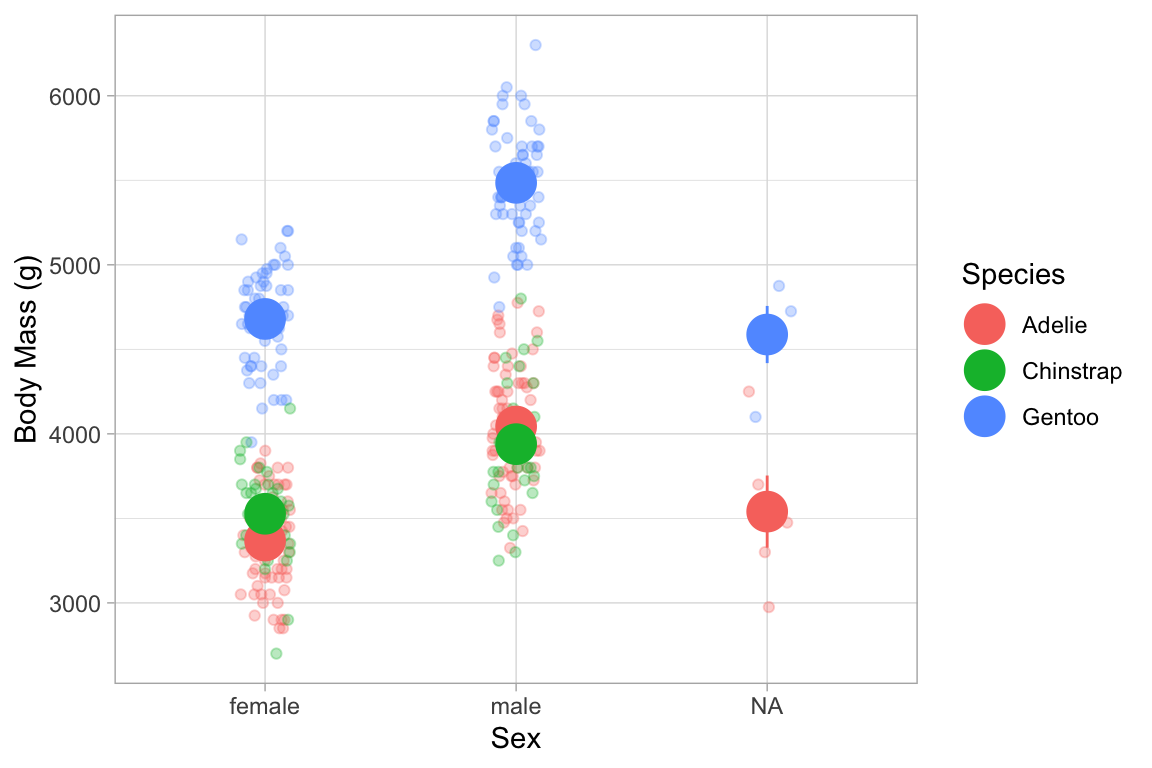 Body Mass (g)
6000
5000
4000
3000
female
male
NA
Sex
Species
Adelie
Chinstrap
Gentoo